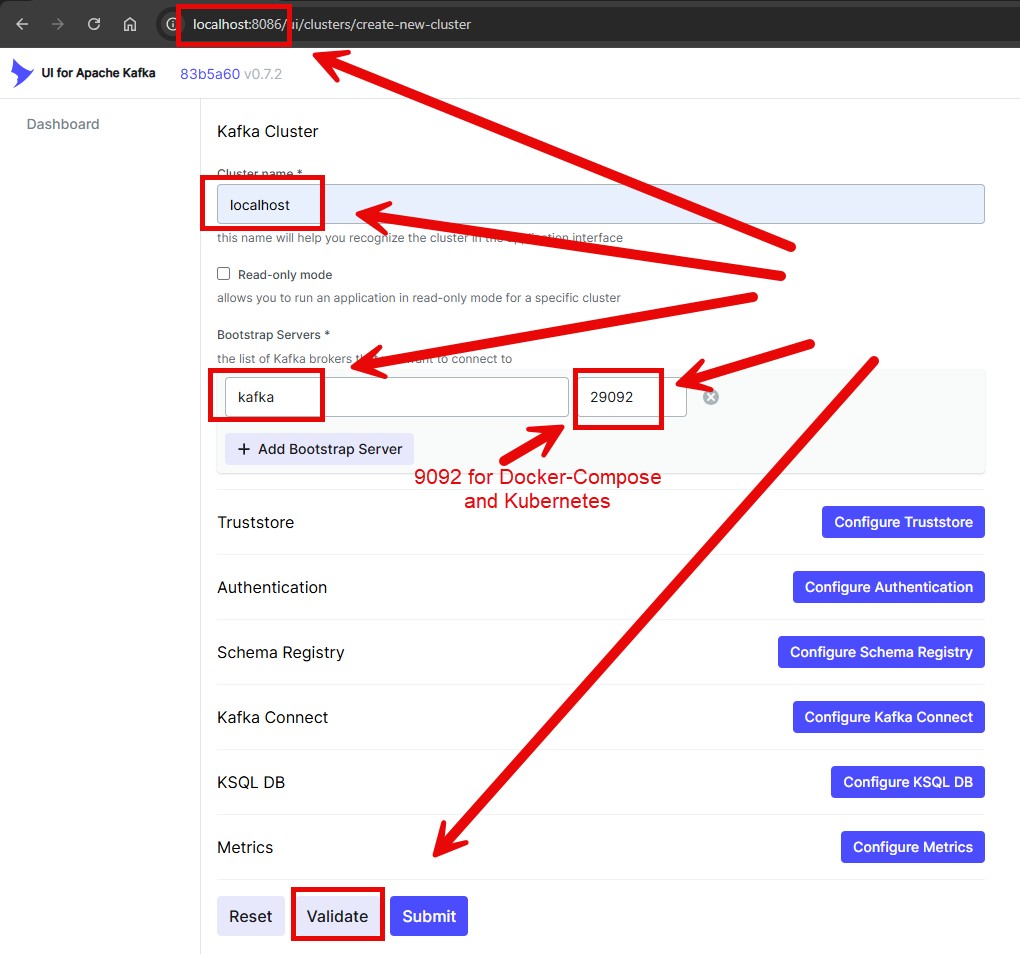 localhost:8086/ui/clusters/create-new-cluster
UI for Apache Kafka 83b5a60 v0.7.2
Dashboard
Kafka Cluster
Cluster name *
localhost
this name will help you recognize the cluster in the application interface
Read-only mode
allows you to run an application in read-only mode for a specific cluster
Bootstrap Servers *
the list of Kafka brokers that you want to connect to
kafka 29092
+ Add Bootstrap Server
9092 for Docker-Compose
and Kubernetes
Truststore Configure Truststore
Authentication Configure Authentication
Schema Registry Configure Schema Registry
Kafka Connect Configure Kafka Connect
KSQL DB Configure KSQL DB
Metrics Configure Metrics
Reset Validate Submit